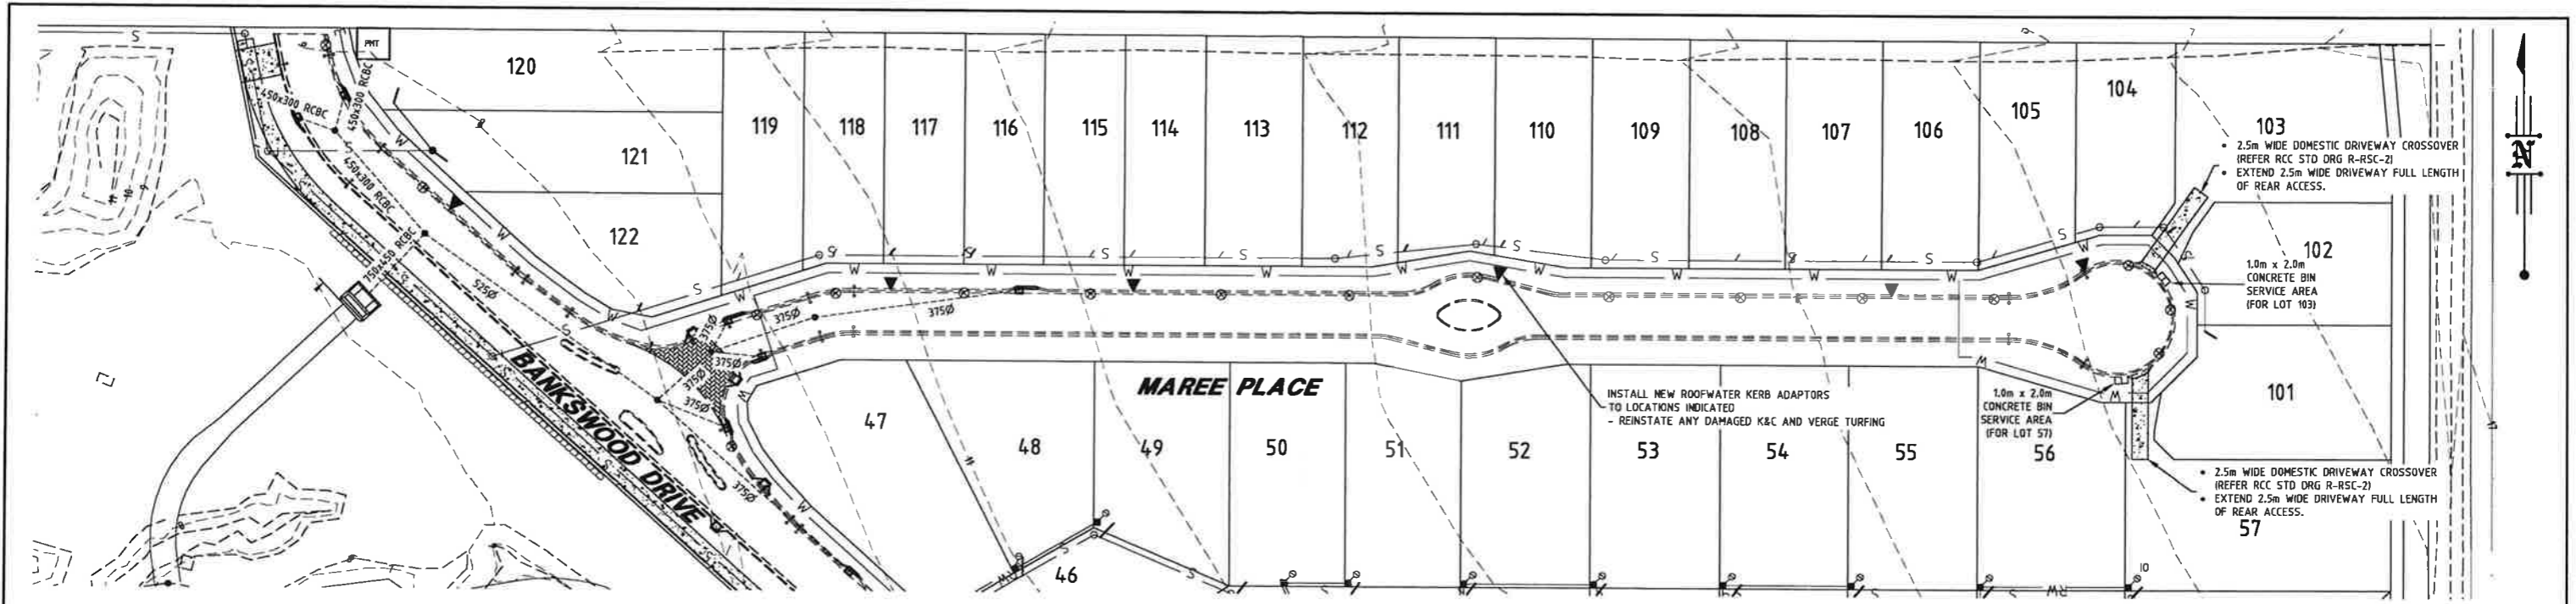 S
PMT
120
119
118
117
116
115
114
113
112
111
110
109
108
107
106
105
104
103
• 2.5m WIDE DOMESTIC DRIVEWAY CROSSOVER
(REFER RCC STD DRG R-RSC-2)
• EXTEND 2.5m WIDE DRIVEWAY FULL LENGTH
OF REAR ACCESS.
N
450x300 RCBC
450x300 RCBC
450x300 RCBC
750x450 RCBC
121
122
102
1.0m x 2.0m
CONCRETE BIN
SERVICE AREA
(FOR LOT 103)
525Ø
375Ø
375Ø
375Ø
375Ø
375Ø
375Ø
375Ø
BANKSWOOD DRIVE
MAREE PLACE
INSTALL NEW ROOFWATER KERB ADAPTORS
TO LOCATIONS INDICATED
- REINSTATE ANY DAMAGED K&C AND VERGE TURFING
1.0m x 2.0m
CONCRETE BIN
SERVICE AREA
(FOR LOT 57)
101
47
48
49
50
51
52
53
54
55
56
• 2.5m WIDE DOMESTIC DRIVEWAY CROSSOVER
(REFER RCC STD DRG R-RSC-2)
• EXTEND 2.5m WIDE DRIVEWAY FULL LENGTH
OF REAR ACCESS.
57
46
10
RW